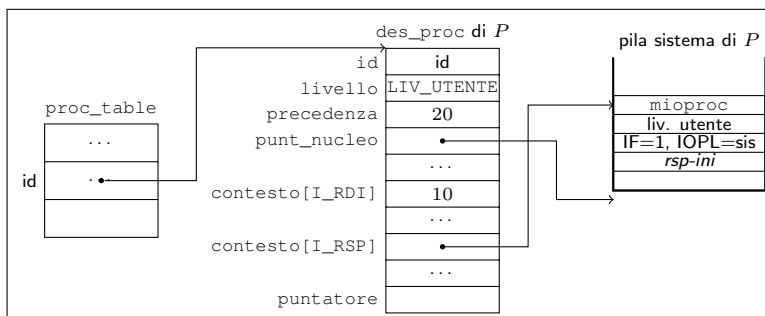 des_proc di P
pila sistema di P
id
id
livello
LIV_UTENTE
proc_table
precedenza
20
mioproc
punt_nucleo
liv. utente
...
IF=1, IOPL=sis
...
rsp-ini
id
...
contesto[I_RDI]
10
...
contesto[I_RSP]
...
puntatore